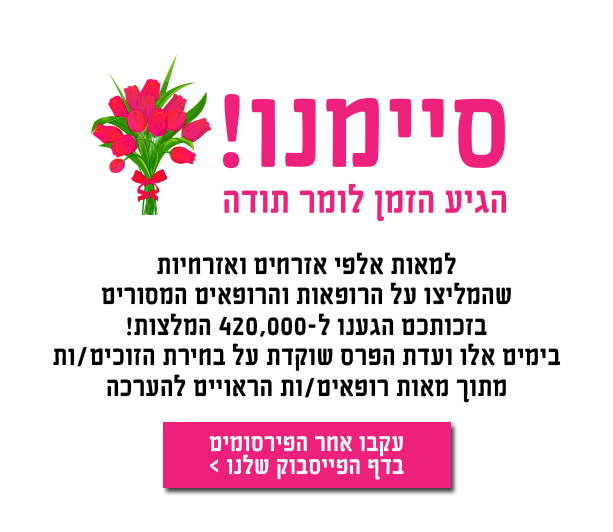 סיימנו!
הגיע הזמן לומר תודה
למאות אלפי אזרחים ואזרחיות
שהמליצו על הרופאות והרופאים המסורים
בזכותכם הגענו ל-420,000 המלצות!
בימים אלו ועדת הפרס שוקדת על בחירת הזוכים/ות
מתוך מאות רופאים/ות הראויים להערכה
עקבו אחר הפירסומים
בדף הפייסבוק שלנו >